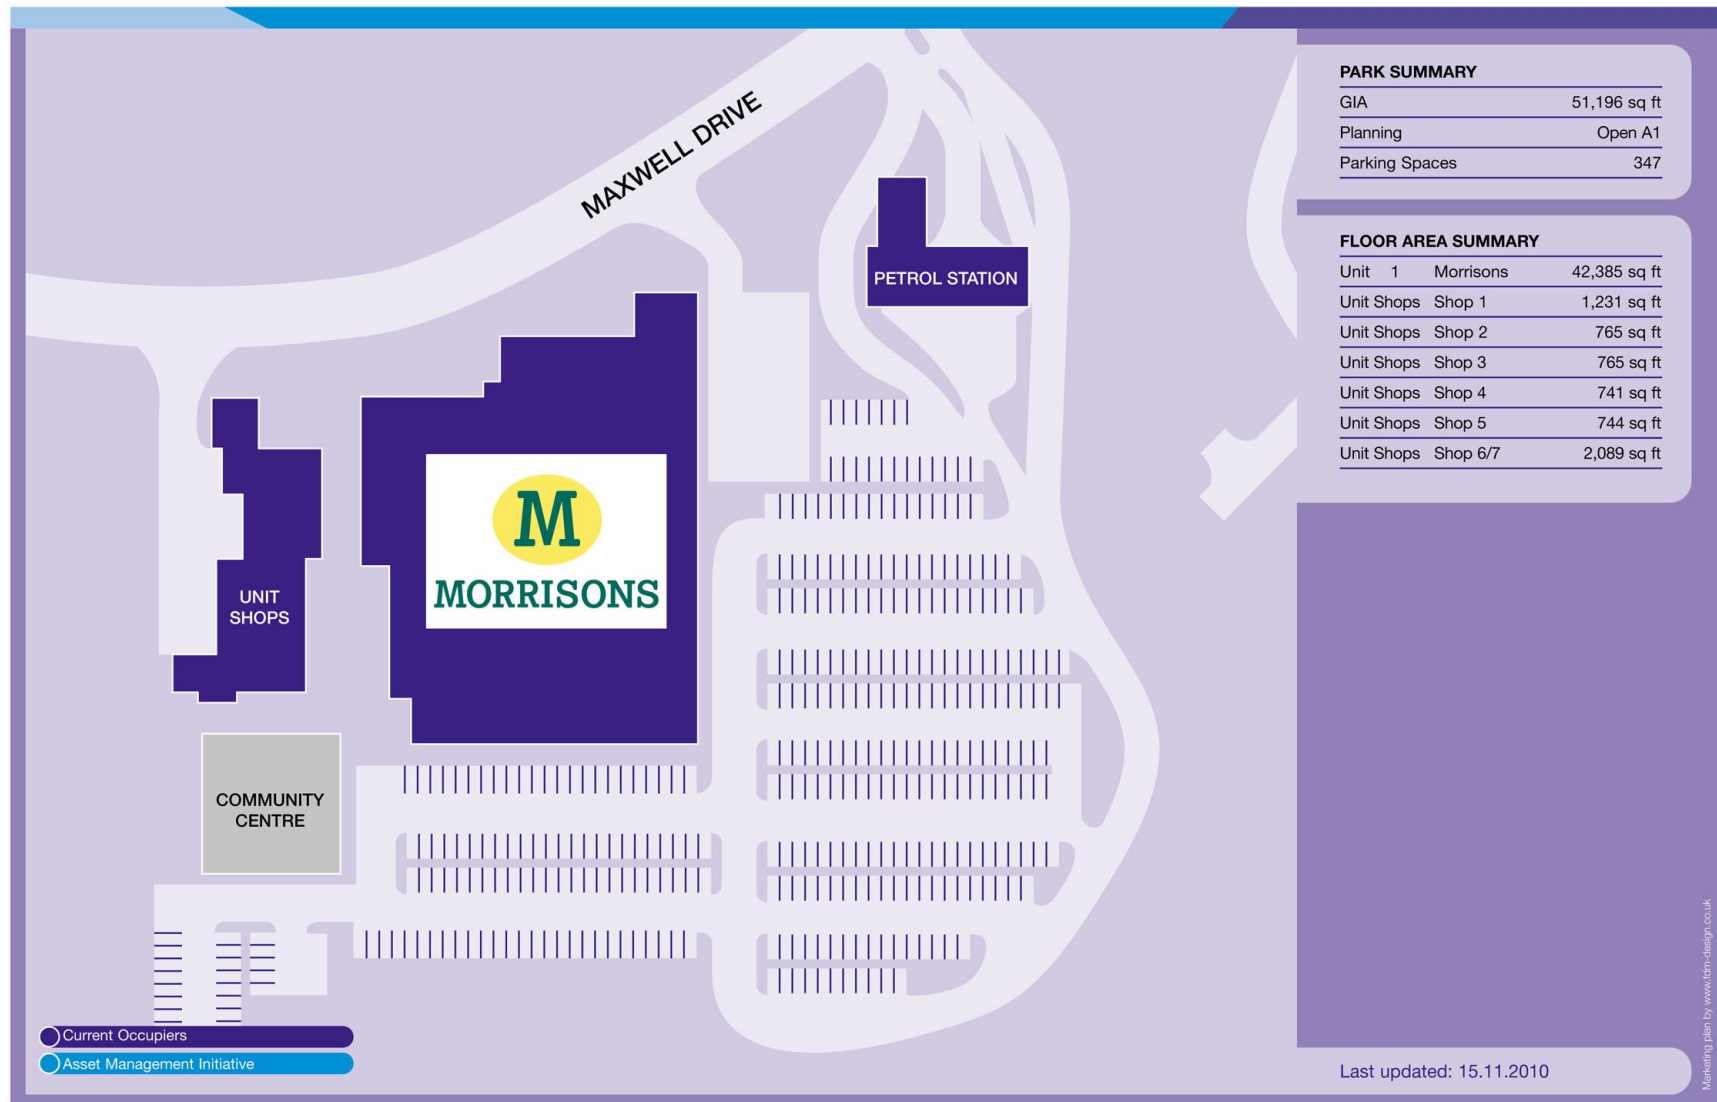 MAXWELL DRIVE
PETROL STATION
M
MORRISONS
UNIT
SHOPS
COMMUNITY
CENTRE
Current Occupiers
Asset Management Initiative
PARK SUMMARY
GIA 51,196 sq ft
Planning Open A1
Parking Spaces 347
FLOOR AREA SUMMARY
Unit 1 Morrisons 42,385 sq ft
Unit Shops Shop 1 1,231 sq ft
Unit Shops Shop 2 765 sq ft
Unit Shops Shop 3 765 sq ft
Unit Shops Shop 4 741 sq ft
Unit Shops Shop 5 744 sq ft
Unit Shops Shop 6/7 2,089 sq ft
Last updated: 15.11.2010
Marketing plan by www.fdm-design.co.uk